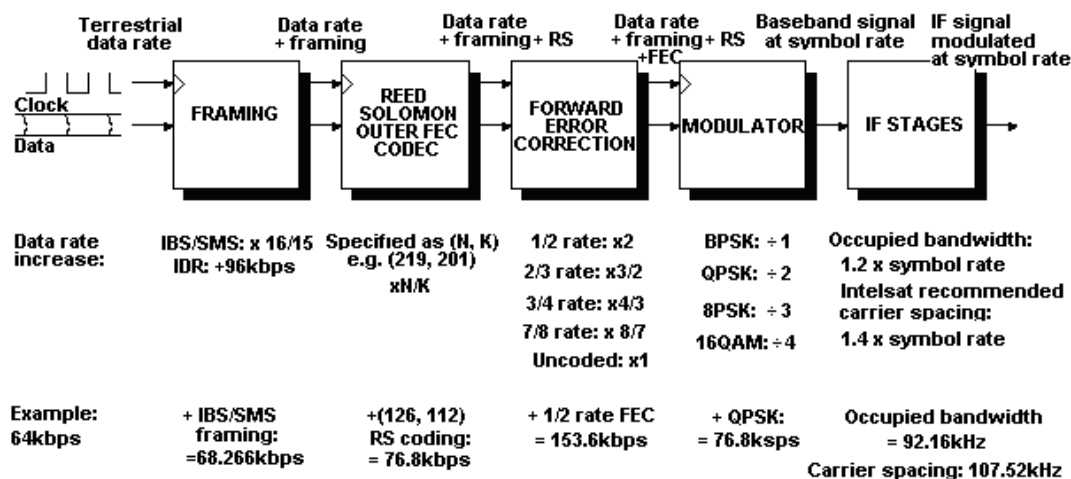 Terrestrial
data rate
Data rate
+ framing
Data rate
+ framing + RS
Data rate
+ framing + RS
+FEC
Baseband signal
at symbol rate
IF signal
modulated
at symbol rate
Clock
Data
FRAMING
REED
SOLOMON
OUTER FEC
CODEC
FORWARD
ERROR
CORRECTION
MODULATOR
IF STAGES
Data rate
increase:
IBS/SMS: x 16/15
IDR: +96kbps
Specified as (N, K)
e.g. (219, 201)
xN/K
1/2 rate: x2
2/3 rate: x3/2
3/4 rate: x4/3
7/8 rate: x 8/7
Uncoded: x1
BPSK: ÷1
QPSK: ÷2
8PSK: ÷3
16QAM: ÷4
Occupied bandwidth:
1.2 x symbol rate
Intelsat recommended
carrier spacing:
1.4 x symbol rate
Example:
64kbps
+ IBS/SMS
framing:
=68.266kbps
+(126, 112)
RS coding:
= 76.8kbps
+ 1/2 rate FEC
= 153.6kbps
+ QPSK:
= 76.8ksps
Occupied bandwidth
= 92.16kHz
Carrier spacing: 107.52kHz